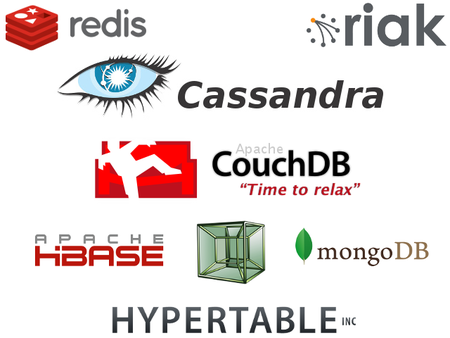 redis
riak
Cassandra
Apache
CouchDB
“Time to relax”
APACHE
HBASE
mongoDB
HYPERTABLE INC